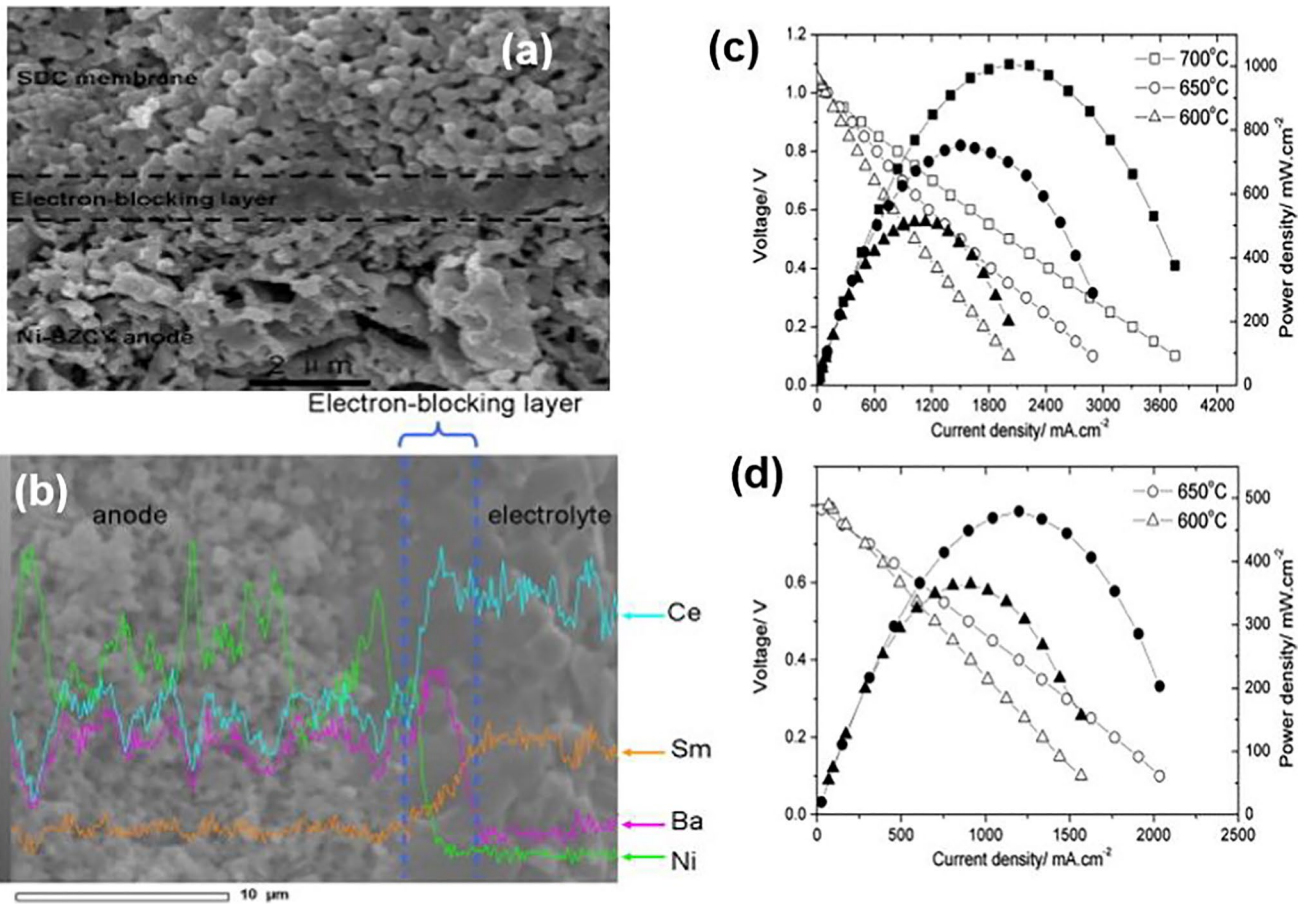 (a)
SDC membrane
Electron-blocking layer
Ni-BZCY anode
2 μm
Electron-blocking layer
(b)
anode
electrolyte
Ce
Sm
Ba
Ni
10 μm
(c)
1.2
1.0
0.8
0.6
0.4
0.2
0.0
Voltage/ V
700°C
650°C
600°C
1000
800
600
400
200
0
Power density/ mW.cm-2
0
600
1200
1800
2400
3000
3600
4200
Current density/ mA.cm-2
(d)
0.8
0.6
0.4
0.2
0.0
Voltage/ V
650°C
600°C
500
400
300
200
100
0
Power density/ mW.cm-2
0
500
1000
1500
2000
2500
Current density/ mA.cm-2